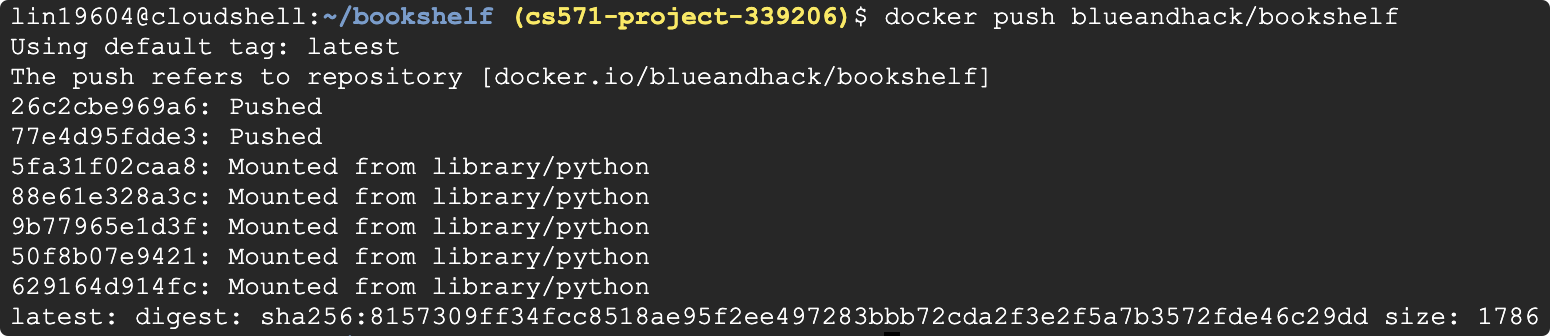 lin19604@cloudshell:~/bookshelf (cs571-project-339206)$ docker push blueandhack/bookshelf
Using default tag: latest
The push refers to repository [docker.io/blueandhack/bookshelf]
26c2cbe969a6: Pushed
77e4d95fdde3: Pushed
5fa31f02caa8: Mounted from library/python
88e61e328a3c: Mounted from library/python
9b77965e1d3f: Mounted from library/python
50f8b07e9421: Mounted from library/python
629164d914fc: Mounted from library/python
latest: digest: sha256:8157309ff34fcc8518ae95f2ee497283bbb72cda2f3e2f5a7b3572fde46c29dd size: 1786